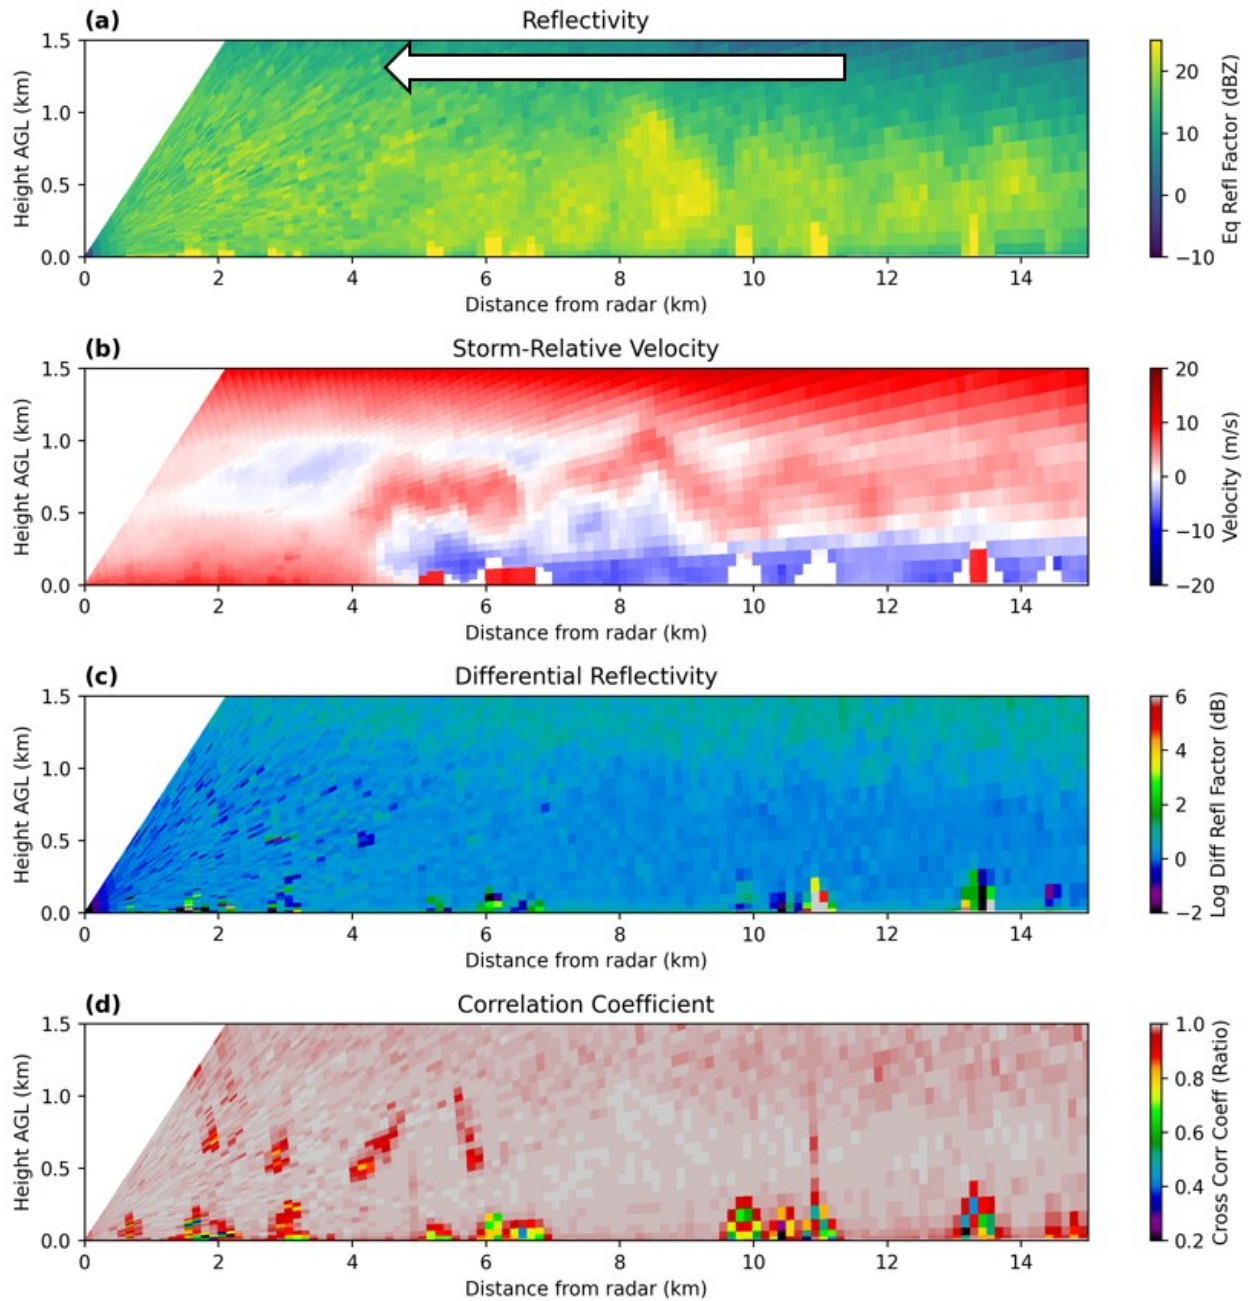 (a) Reflectivity
1.5
1.0
0.5
0.0
Height AGL (km)
0 2 4 6 8 10 12 14
Distance from radar (km)
20
10
0
−10
Eq Refl Factor (dBZ)
(b) Storm-Relative Velocity
1.5
1.0
0.5
0.0
Height AGL (km)
0 2 4 6 8 10 12 14
Distance from radar (km)
20
10
0
−10
−20
Velocity (m/s)
(c) Differential Reflectivity
1.5
1.0
0.5
0.0
Height AGL (km)
0 2 4 6 8 10 12 14
Distance from radar (km)
6
4
2
0
−2
Log Diff Refl Factor (dB)
(d) Correlation Coefficient
1.5
1.0
0.5
0.0
Height AGL (km)
0 2 4 6 8 10 12 14
Distance from radar (km)
1.0
0.8
0.6
0.4
0.2
Cross Corr Coeff (Ratio)